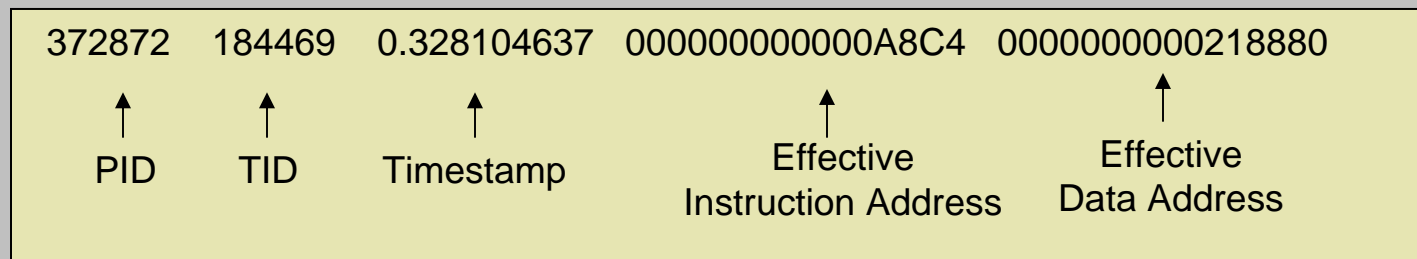 372872 184469 0.328104637 000000000000A8C4 0000000000218880
PID TID Timestamp Effective Instruction Address Effective Data Address